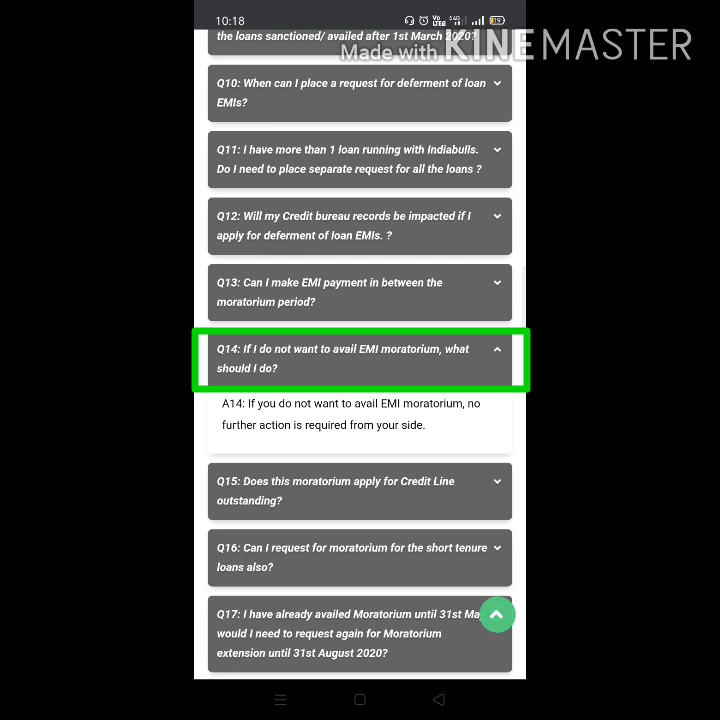 10:18
the loans sanctioned/ availed after 1st March 2020?
Made with KINEMASTER
Q10: When can I place a request for deferment of loan
EMIs?
Q11: I have more than 1 loan running with Indiabulls.
Do I need to place separate request for all the loans ?
Q12: Will my Credit bureau records be impacted if I
apply for deferment of loan EMIs. ?
Q13: Can I make EMI payment in between the
moratorium period?
Q14: If I do not want to avail EMI moratorium, what
should I do?
A14: If you do not want to avail EMI moratorium, no
further action is required from your side.
Q15: Does this moratorium apply for Credit Line
outstanding?
Q16: Can I request for moratorium for the short tenure
loans also?
Q17: I have already availed Moratorium until 31st
would I need to request again for Moratorium
extension until 31st August 2020?